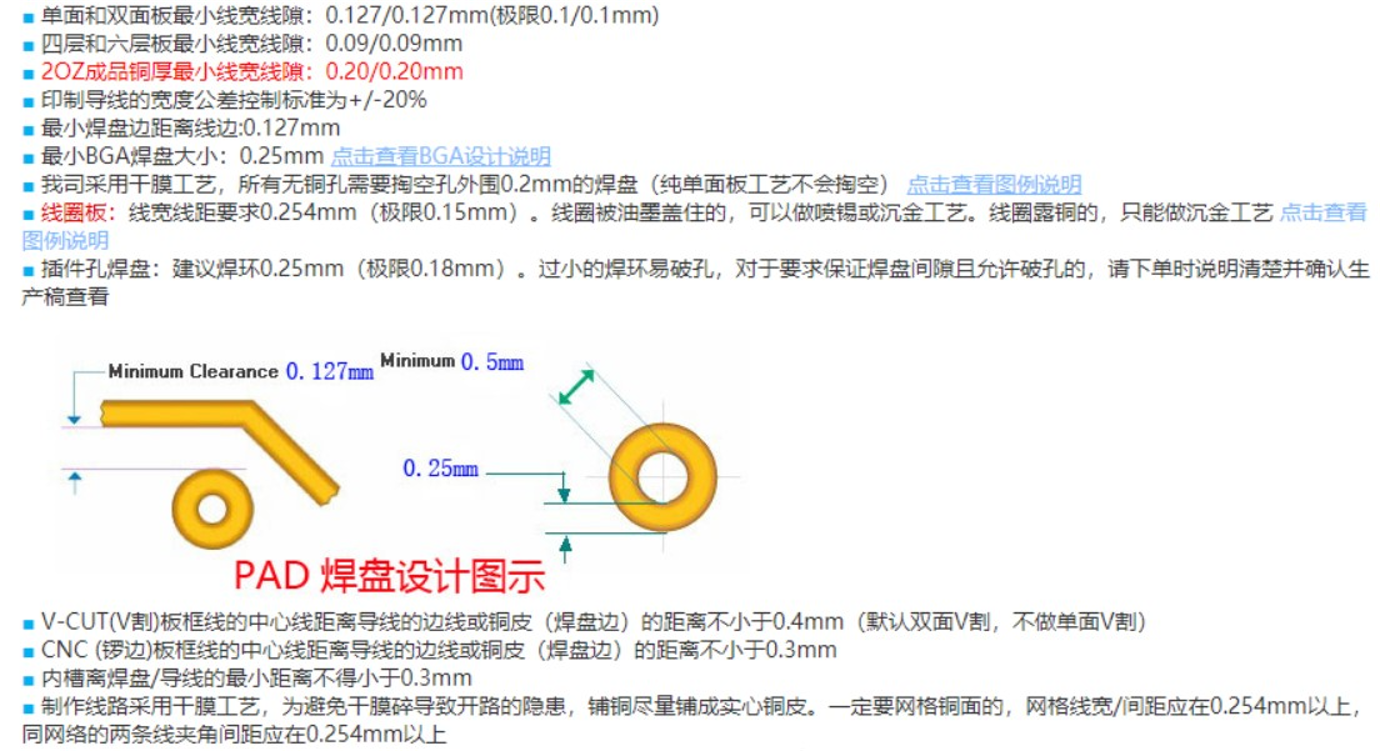 ■ 单面和双面板最小线宽线隙：0.127/0.127mm(极限0.1/0.1mm)
■ 四层和六层板最小线宽线隙：0.09/0.09mm
■ 2OZ成品铜厚最小线宽线隙：0.20/0.20mm
■ 印制导线的宽度公差控制标准为+/-20%
■ 最小焊盘边距离线边:0.127mm
■ 最小BGA焊盘大小：0.25mm 点击查看BGA设计说明
■ 我司采用干膜工艺，所有无铜孔需要掏空孔外围0.2mm的焊盘（纯单面板工艺不会掏空） 点击查看图例说明
■ 线圈板：线宽线距要求0.254mm（极限0.15mm）。线圈被油墨盖住的，可以做喷锡或沉金工艺。线圈露铜的，只能做沉金工艺 点击查看
图例说明
■ 插件孔焊盘：建议焊环0.25mm（极限0.18mm）。过小的焊环易破孔，对于要求保证焊盘间隙且允许破孔的，请下单时说明清楚并确认生
产稿查看
Minimum Clearance 0.127mm
Minimum 0.5mm
0.25mm
PAD 焊盘设计图示
■ V-CUT(V割)板框线的中心线距离导线的边线或铜皮（焊盘边）的距离不小于0.4mm（默认双面V割，不做单面V割）
■ CNC (锣边)板框线的中心线距离导线的边线或铜皮（焊盘边）的距离不小于0.3mm
■ 内槽离焊盘/导线的最小距离不得小于0.3mm
■ 制作线路采用干膜工艺，为避免干膜碎导致开路的隐患，铺铜尽量铺成实心铜皮。一定要网格铜面的，网格线宽/间距应在0.254mm以上，
同网络的两条线夹角间距应在0.254mm以上